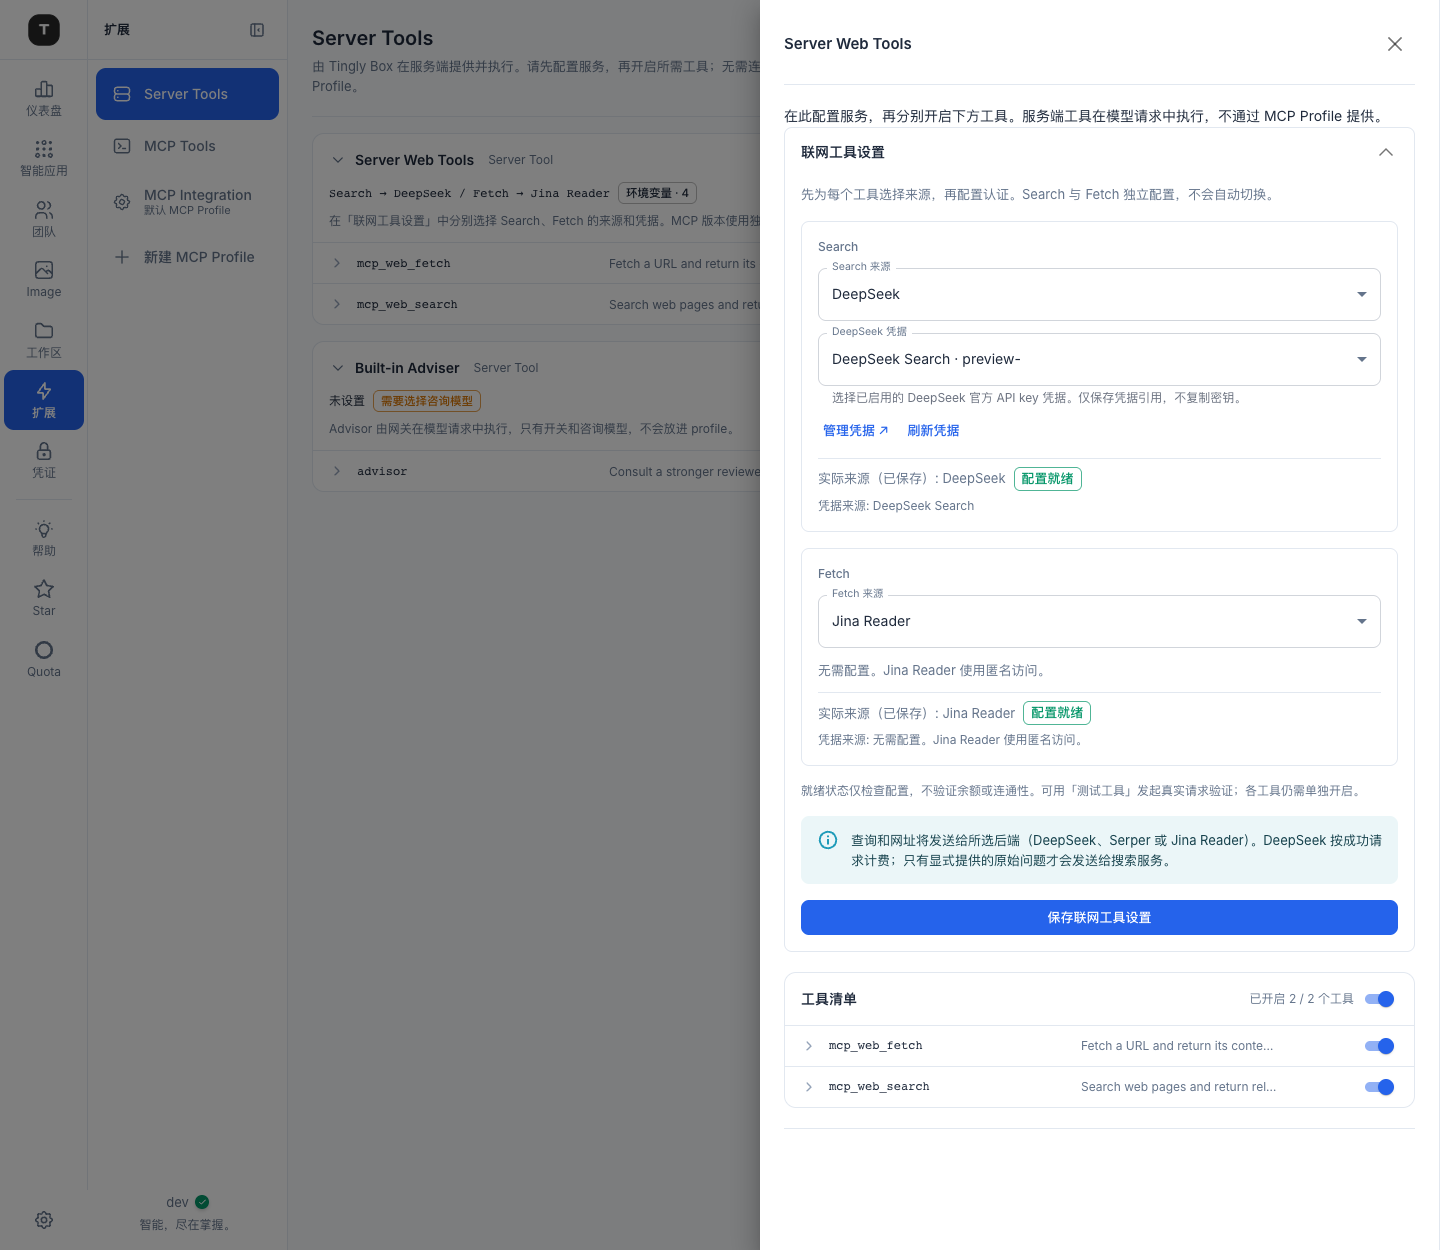 T
仪表盘
智能应用
团队
Image
工作区
扩展
凭证
帮助
Star
Quota
扩展
Server Tools
MCP Tools
MCP Integration
默认 MCP Profile
新建 MCP Profile
dev
智能，尽在掌握。
Server Tools
由 Tingly Box 在服务端提供并执行。请先配置服务，再开启所需工具；无需连
Profile。
Server Web Tools Server Tool
Search → DeepSeek / Fetch → Jina Reader 环境变量 · 4
在「联网工具设置」中分别选择 Search、Fetch 的来源和凭据。MCP 版本使用独
mcp_web_fetch Fetch a URL and return its
mcp_web_search Search web pages and retu
Built-in Adviser Server Tool
未设置 需要选择咨询模型
Advisor 由网关在模型请求中执行，只有开关和咨询模型，不会放进 profile。
advisor Consult a stronger reviewe
Server Web Tools
在此配置服务，再分别开启下方工具。服务端工具在模型请求中执行，不通过 MCP Profile 提供。
联网工具设置
先为每个工具选择来源，再配置认证。Search 与 Fetch 独立配置，不会自动切换。
Search
Search 来源
DeepSeek
DeepSeek 凭据
DeepSeek Search · preview-
选择已启用的 DeepSeek 官方 API key 凭据。仅保存凭据引用，不复制密钥。
管理凭据 ↗ 刷新凭据
实际来源（已保存）: DeepSeek 配置就绪
凭据来源: DeepSeek Search
Fetch
Fetch 来源
Jina Reader
无需配置。Jina Reader 使用匿名访问。
实际来源（已保存）: Jina Reader 配置就绪
凭据来源: 无需配置。Jina Reader 使用匿名访问。
就绪状态仅检查配置，不验证余额或连通性。可用「测试工具」发起真实请求验证；各工具仍需单独开启。
查询和网址将发送给所选后端（DeepSeek、Serper 或 Jina Reader）。DeepSeek 按成功请
求计费；只有显式提供的原始问题才会发送给搜索服务。
保存联网工具设置
工具清单 已开启 2 / 2 个工具
mcp_web_fetch Fetch a URL and return its conte...
mcp_web_search Search web pages and return rel...